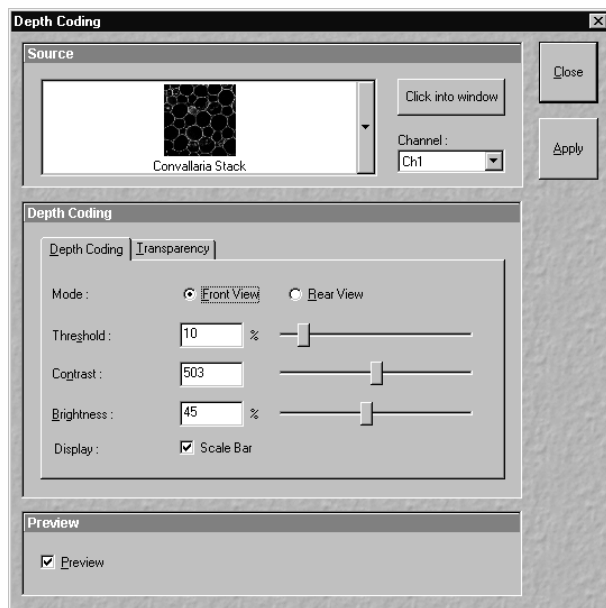 Depth Coding
Source
Close
Click into window
Channel :
Convallaria Stack
Ch1
Apply
Depth Coding
Depth Coding Transparency
Mode : Front View Rear View
Threshold : 10 %
Contrast : 503
Brightness : 45 %
Display : Scale Bar
Preview
Preview